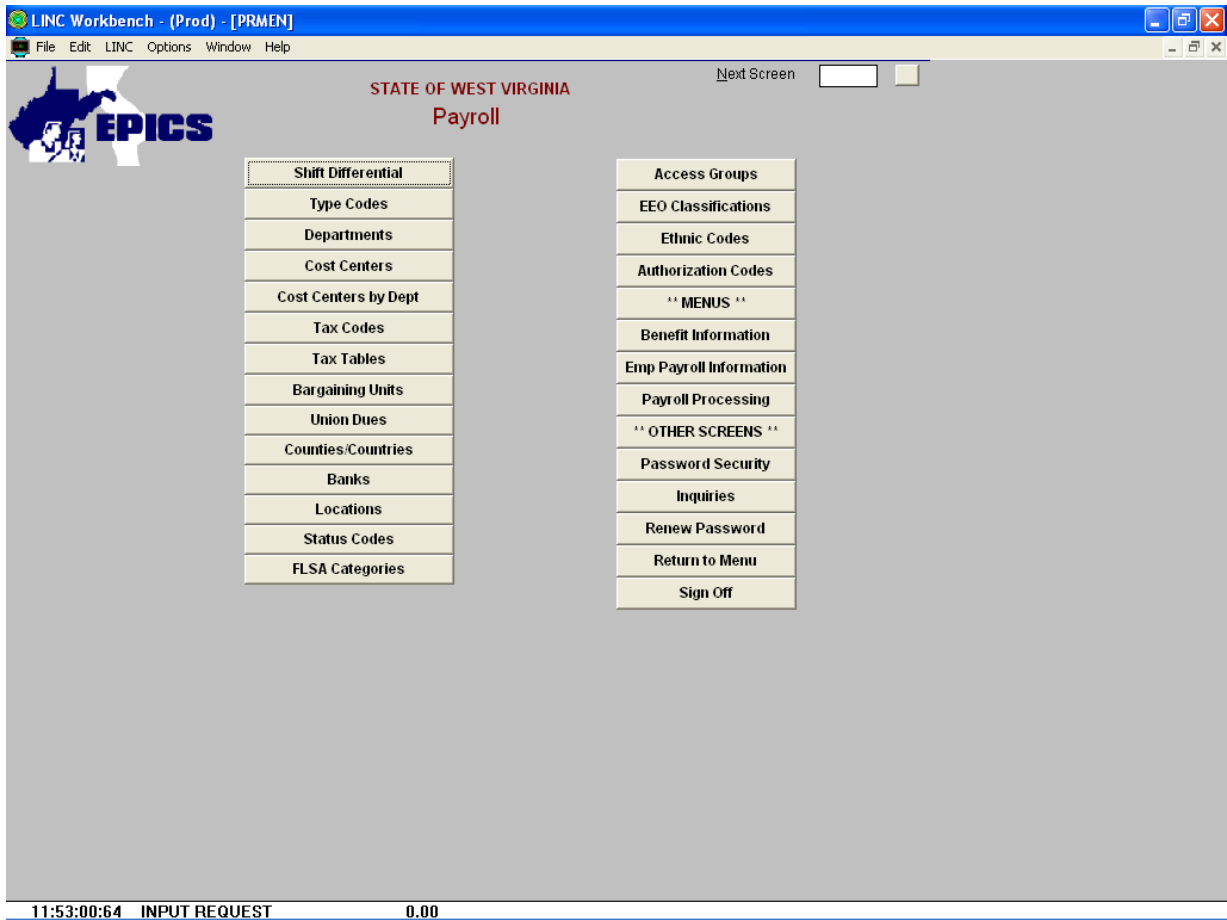 LINC Workbench - (Prod) - [PRMEN]
File Edit LINC Options Window Help
Next Screen
STATE OF WEST VIRGINIA
Payroll
EPICS
Shift Differential
Type Codes
Departments
Cost Centers
Cost Centers by Dept
Tax Codes
Tax Tables
Bargaining Units
Union Dues
Counties/Countries
Banks
Locations
Status Codes
FLSA Categories
Access Groups
EEO Classifications
Ethnic Codes
Authorization Codes
** MENUS **
Benefit Information
Emp Payroll Information
Payroll Processing
** OTHER SCREENS **
Password Security
Inquiries
Renew Password
Return to Menu
Sign Off
11:53:00:64 INPUT REQUEST 0.00